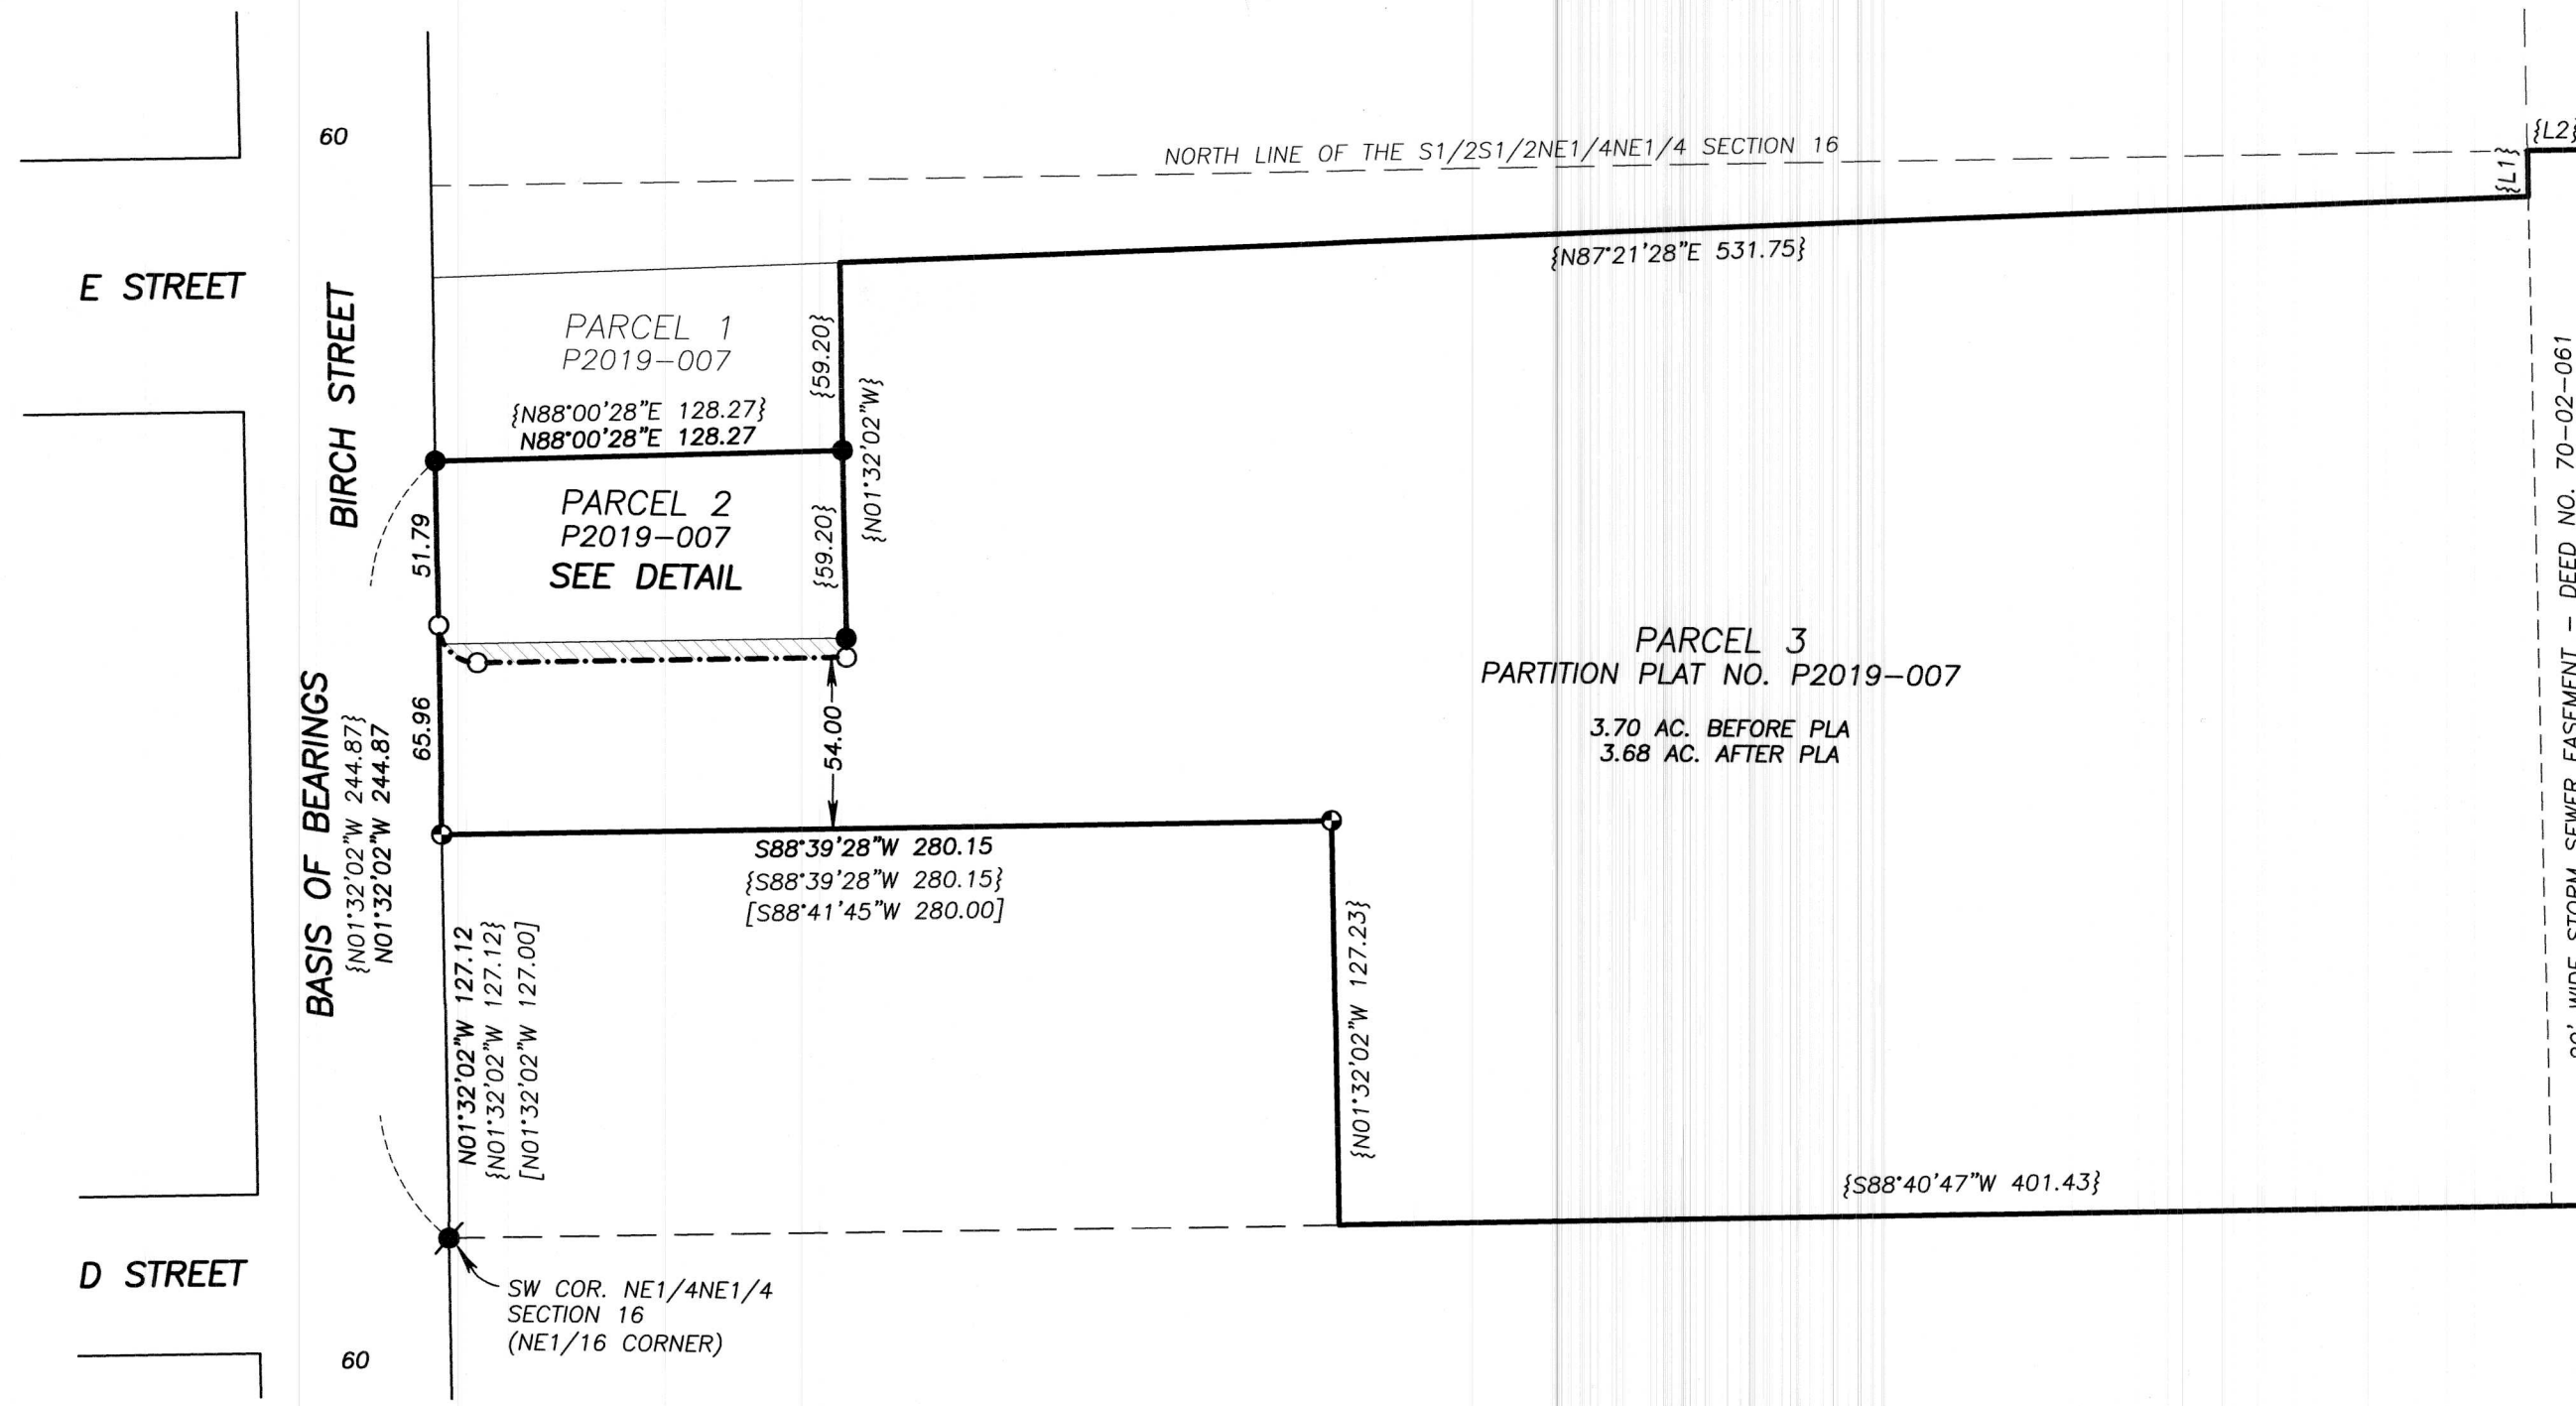 60
NORTH LINE OF THE S1/2S1/2NE1/4NE1/4 SECTION 16
{L2}
{L1}
{N87°21'28"E 531.75}
E STREET
BIRCH STREET
PARCEL 1
P2019-007
{59.20}
{N88°00'28"E 128.27}
N88°00'28"E 128.27
{N01°32'02"W}
PARCEL 2
P2019-007
SEE DETAIL
{59.20}
51.79
65.96
54.00
PARCEL 3
PARTITION PLAT NO. P2019-007
3.70 AC. BEFORE PLA
3.68 AC. AFTER PLA
WIDE STORM SEWER EASEMENT - DEED NO. 70-02-061
BASIS OF BEARINGS
{N01°32'02"W 244.87}
N01°32'02"W 244.87
S88°39'28"W 280.15
{S88°39'28"W 280.15}
[S88°41'45"W 280.00]
N01°32'02"W 127.12
{N01°32'02"W 127.12}
[N01°32'02"W 127.00]
{N01°32'02"W 127.23}
{S88°40'47"W 401.43}
D STREET
SW COR. NE1/4NE1/4
SECTION 16
(NE1/16 CORNER)
60